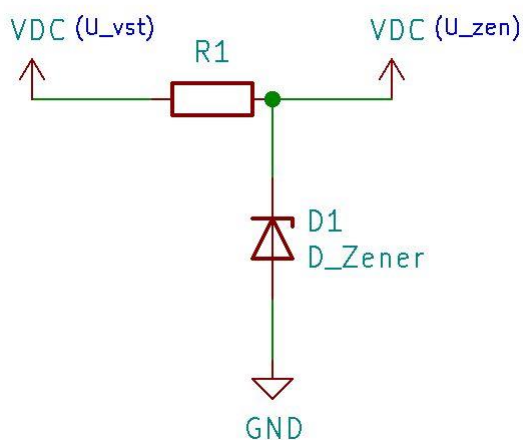 VDC (U_vst)
R1
VDC (U_zen)
D1
D_Zener
GND